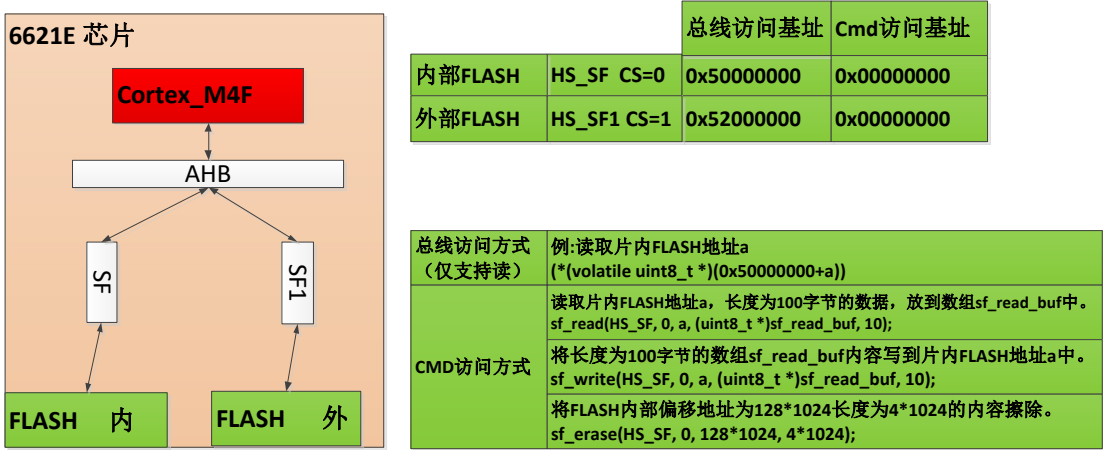 6621E 芯片
Cortex_M4F
AHB
SF
SF1
FLASH 内
FLASH 外
总线访问基址 Cmd访问基址
内部FLASH HS_SF CS=0 0x50000000 0x00000000
外部FLASH HS_SF1 CS=1 0x52000000 0x00000000
总线访问方式
（仅支持读）
例:读取片内FLASH地址a
(*(volatile uint8_t *)(0x50000000+a))
CMD访问方式
读取片内FLASH地址a，长度为100字节的数据，放到数组sf_read_buf中。
sf_read(HS_SF, 0, a, (uint8_t *)sf_read_buf, 10);
将长度为100字节的数组sf_read_buf内容写到片内FLASH地址a中。
sf_write(HS_SF, 0, a, (uint8_t *)sf_read_buf, 10);
将FLASH内部偏移地址为128*1024长度为4*1024的内容擦除。
sf_erase(HS_SF, 0, 128*1024, 4*1024);